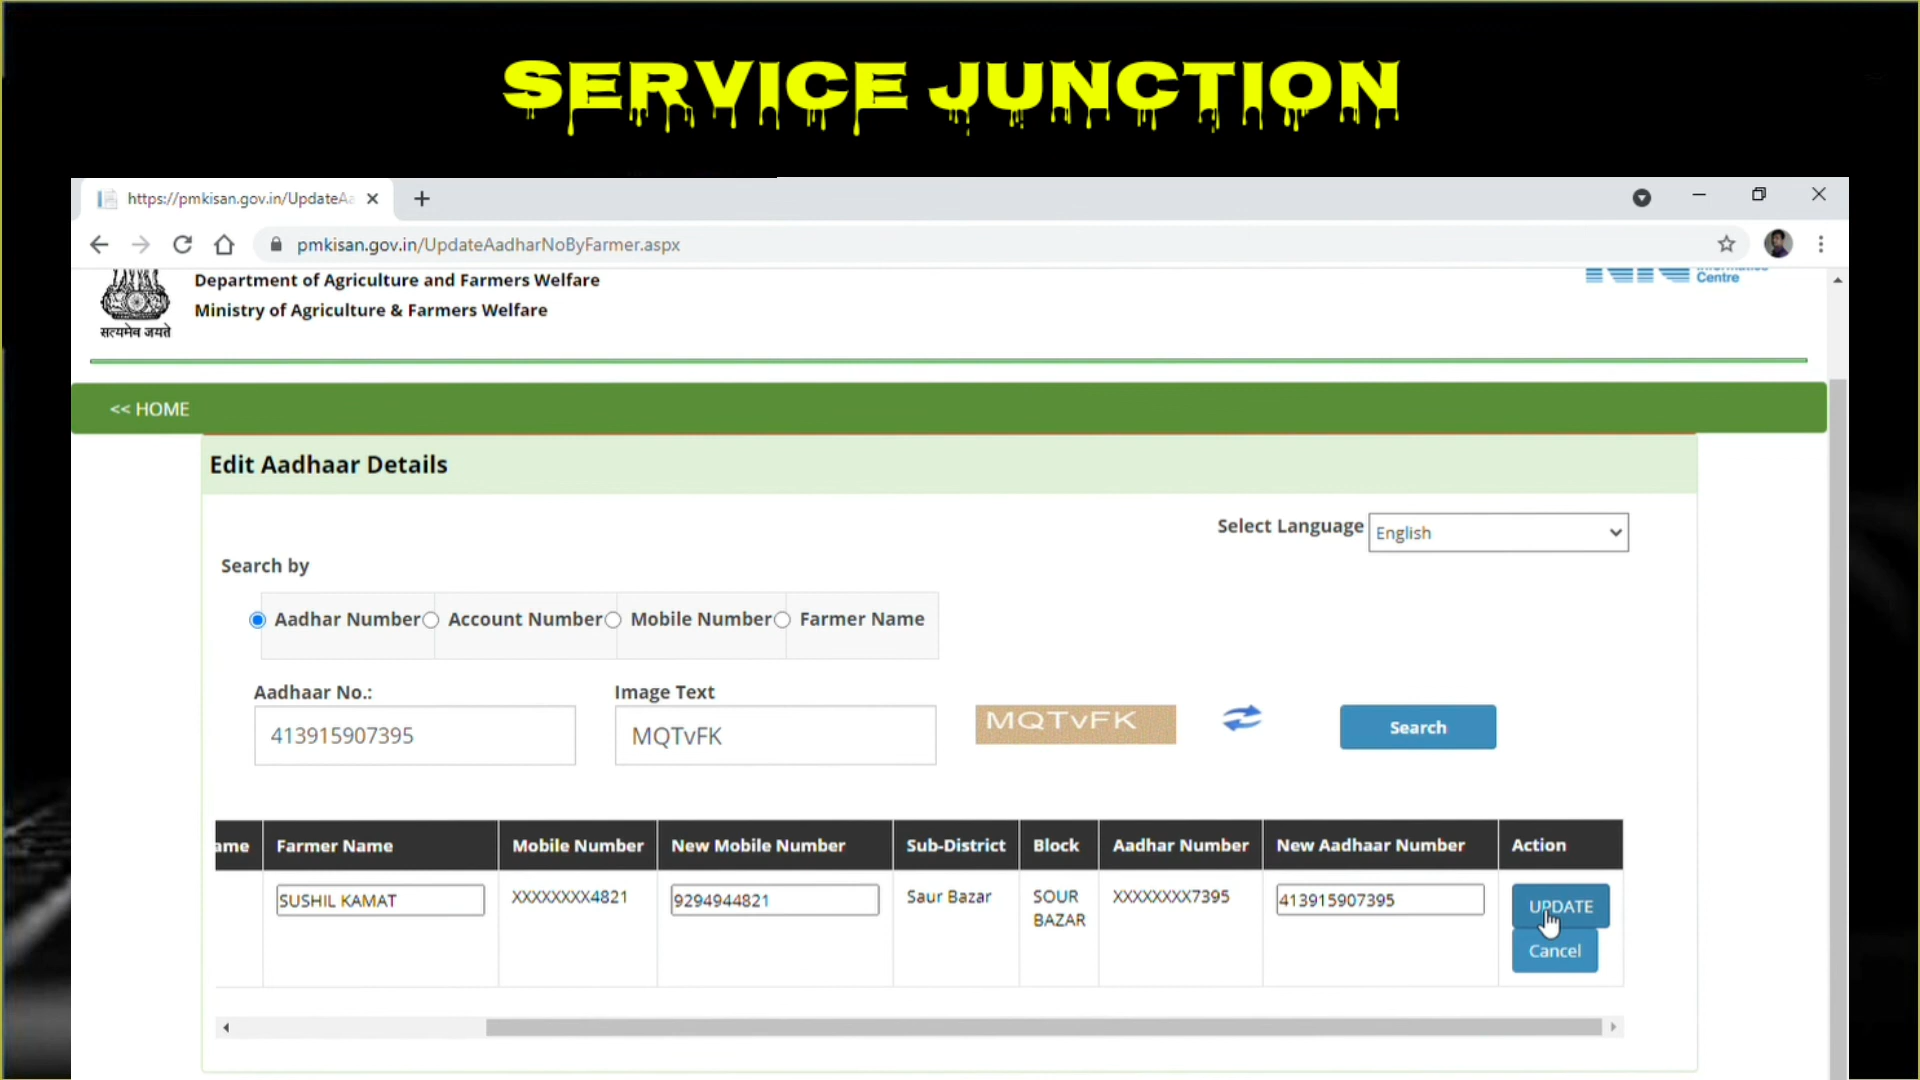 SERVICE JUNCTION
https://pmkisan.gov.in/UpdateAa
pmkisan.gov.in/UpdateAadharNoByFarmer.aspx
Department of Agriculture and Farmers Welfare
Ministry of Agriculture & Farmers Welfare
सत्यमेव जयते
Centre
<< HOME
Edit Aadhaar Details
Select Language English
Search by
Aadhar Number Account Number Mobile Number Farmer Name
Aadhaar No.: Image Text
413915907395 MQTvFK MQTvFK Search
ame Farmer Name Mobile Number New Mobile Number Sub-District Block Aadhar Number New Aadhaar Number Action
SUSHIL KAMAT XXXXXXXX4821 9294944821 Saur Bazar SOUR XXXXXXXX7395 413915907395 UPDATE
BAZAR
Cancel